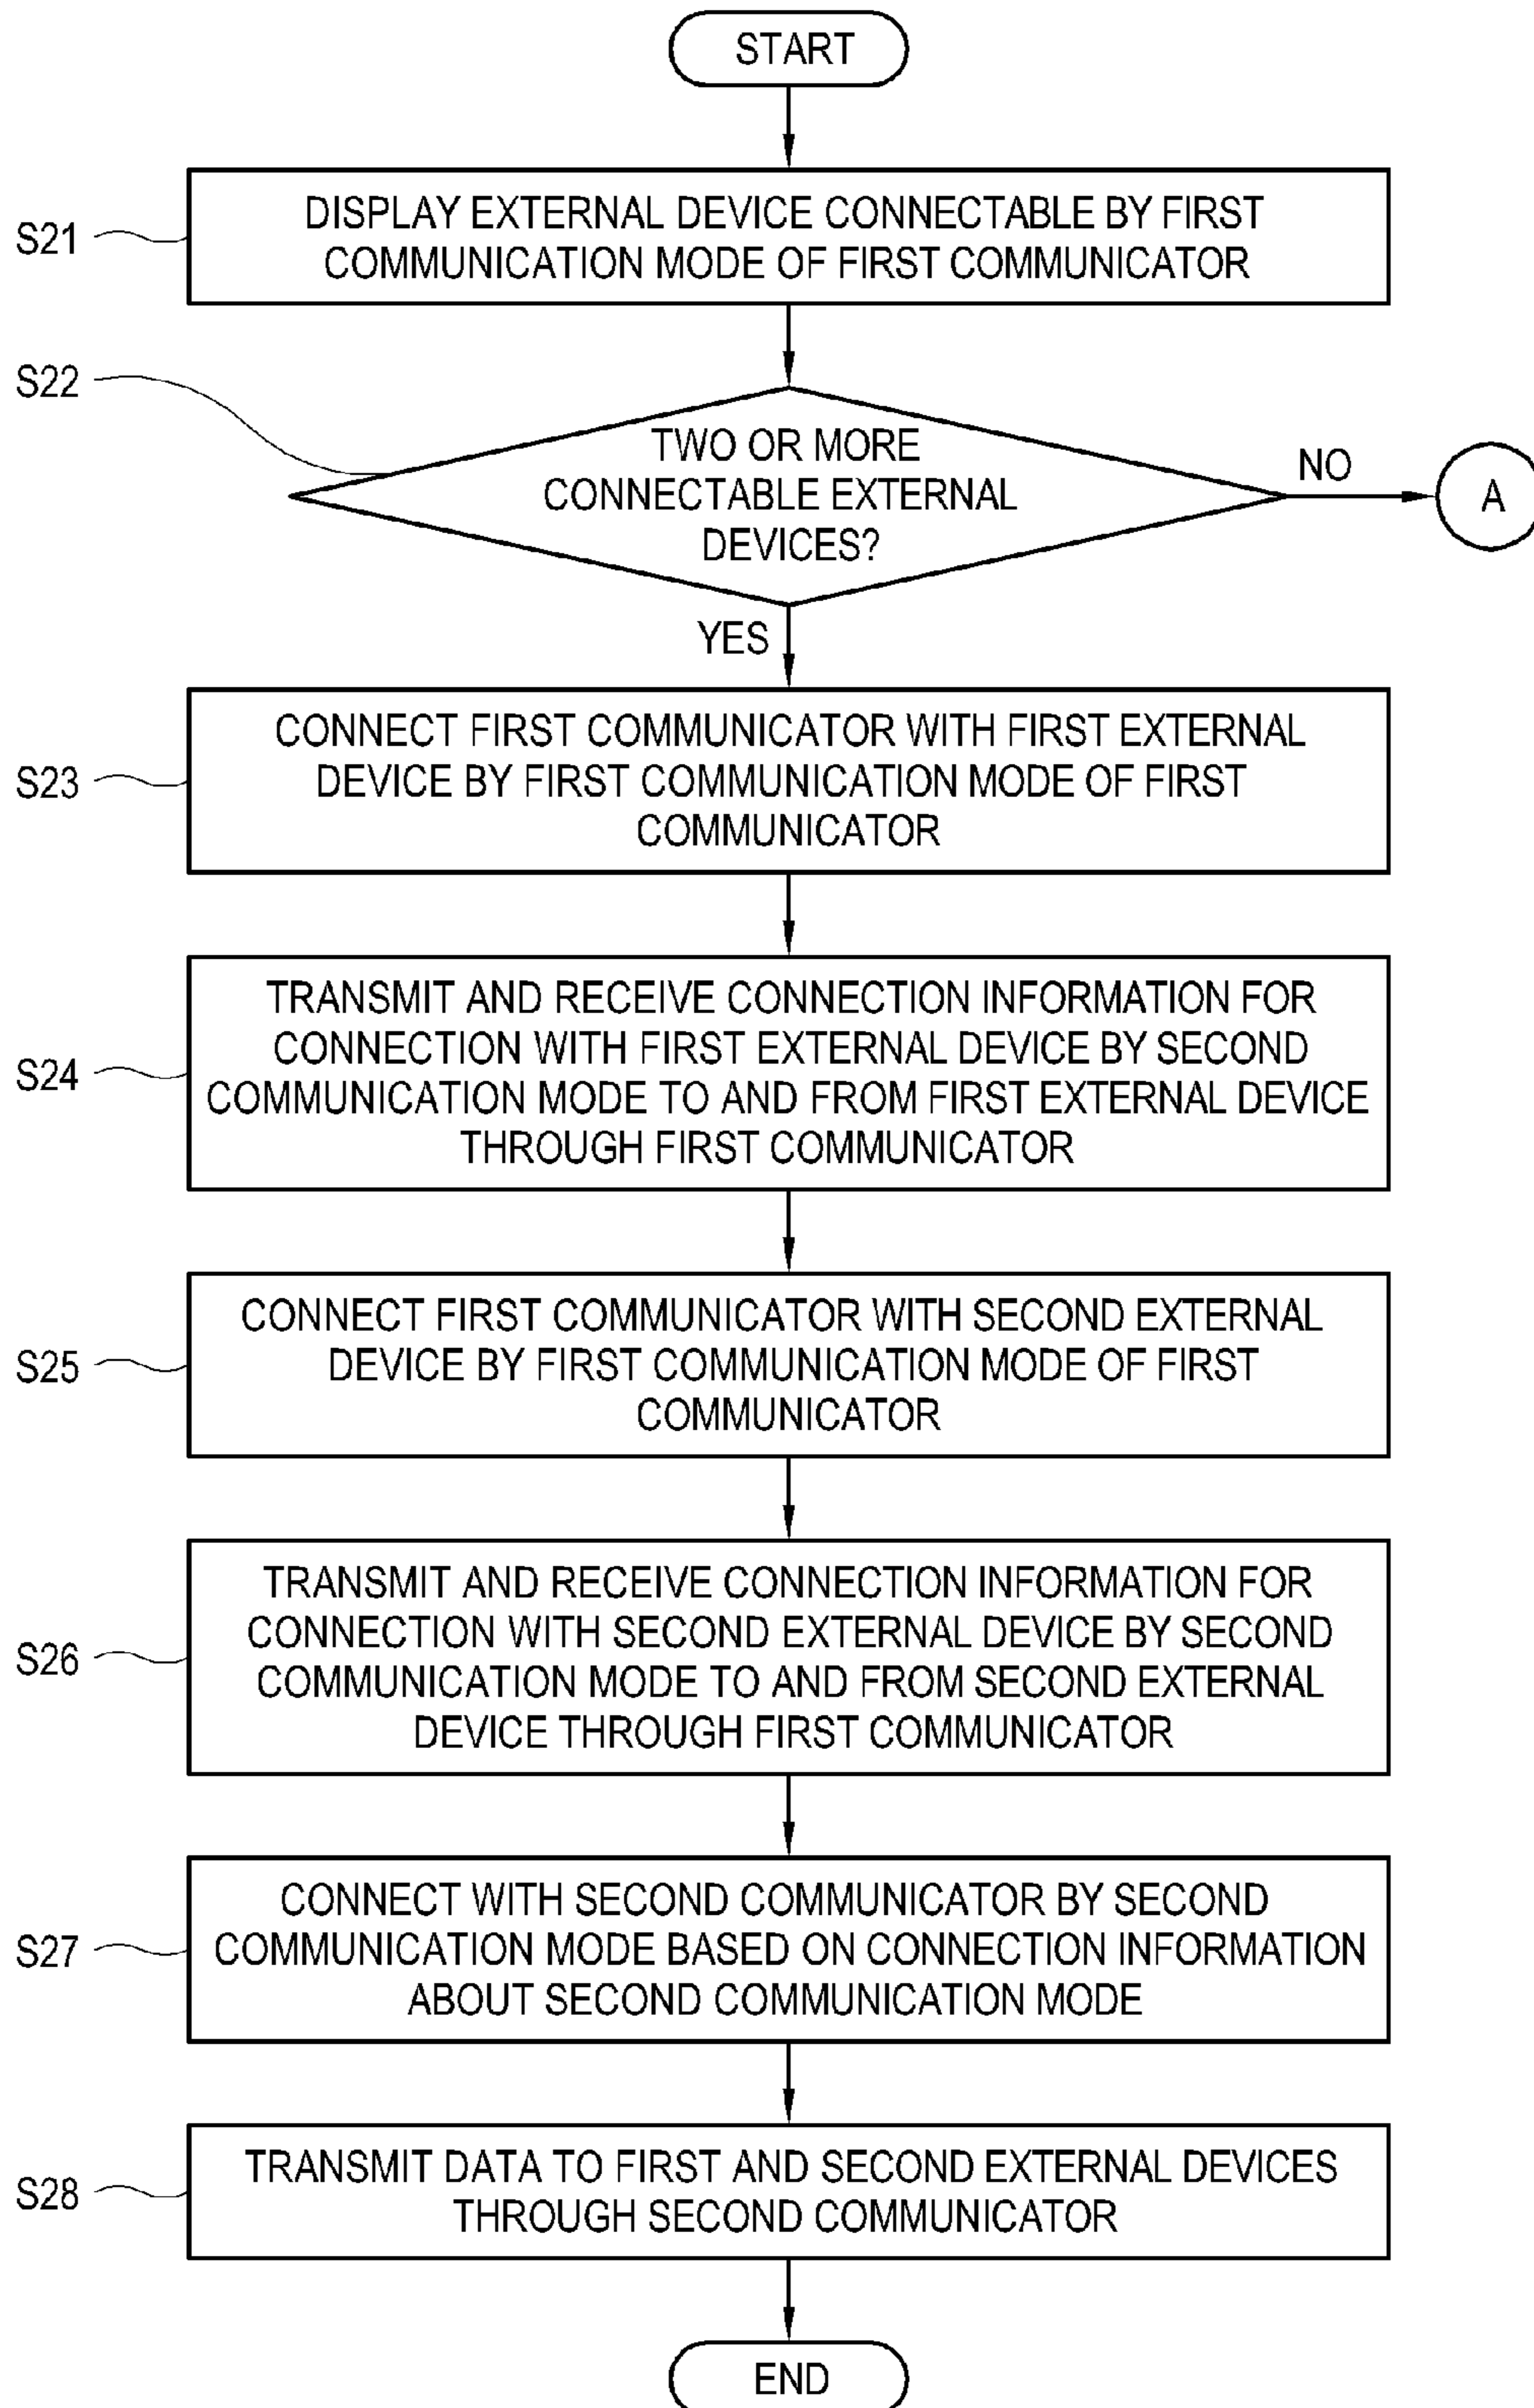 START
S21
DISPLAY EXTERNAL DEVICE CONNECTABLE BY FIRST
COMMUNICATION MODE OF FIRST COMMUNICATOR
S22
TWO OR MORE
CONNECTABLE EXTERNAL
DEVICES?
NO
A
YES
S23
CONNECT FIRST COMMUNICATOR WITH FIRST EXTERNAL
DEVICE BY FIRST COMMUNICATION MODE OF FIRST
COMMUNICATOR
S24
TRANSMIT AND RECEIVE CONNECTION INFORMATION FOR
CONNECTION WITH FIRST EXTERNAL DEVICE BY SECOND
COMMUNICATION MODE TO AND FROM FIRST EXTERNAL DEVICE
THROUGH FIRST COMMUNICATOR
S25
CONNECT FIRST COMMUNICATOR WITH SECOND EXTERNAL
DEVICE BY FIRST COMMUNICATION MODE OF FIRST
COMMUNICATOR
S26
TRANSMIT AND RECEIVE CONNECTION INFORMATION FOR
CONNECTION WITH SECOND EXTERNAL DEVICE BY SECOND
COMMUNICATION MODE TO AND FROM SECOND EXTERNAL
DEVICE THROUGH FIRST COMMUNICATOR
S27
CONNECT WITH SECOND COMMUNICATOR BY SECOND
COMMUNICATION MODE BASED ON CONNECTION INFORMATION
ABOUT SECOND COMMUNICATION MODE
S28
TRANSMIT DATA TO FIRST AND SECOND EXTERNAL DEVICES
THROUGH SECOND COMMUNICATOR
END